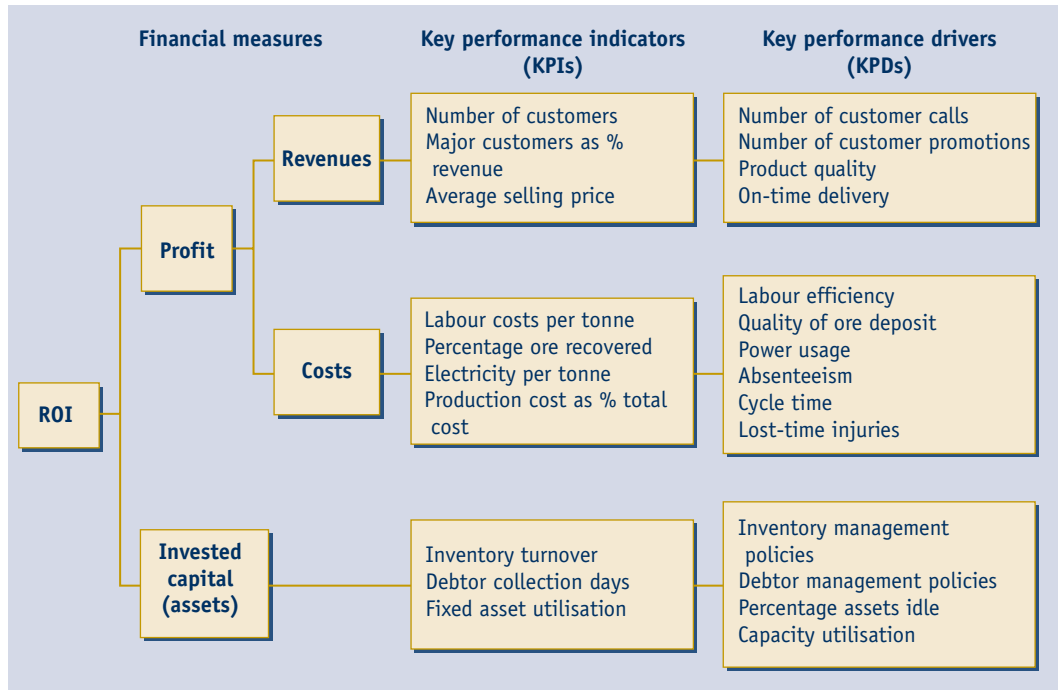 Financial measures
Key performance indicators
(KPIs)
Key performance drivers
(KPDs)
ROI
Profit
Revenues
Number of customers
Major customers as %
revenue
Average selling price
Number of customer calls
Number of customer promotions
Product quality
On-time delivery
Costs
Labour costs per tonne
Percentage ore recovered
Electricity per tonne
Production cost as % total
cost
Labour efficiency
Quality of ore deposit
Power usage
Absenteeism
Cycle time
Lost-time injuries
Invested
capital
(assets)
Inventory turnover
Debtor collection days
Fixed asset utilisation
Inventory management
policies
Debtor management policies
Percentage assets idle
Capacity utilisation